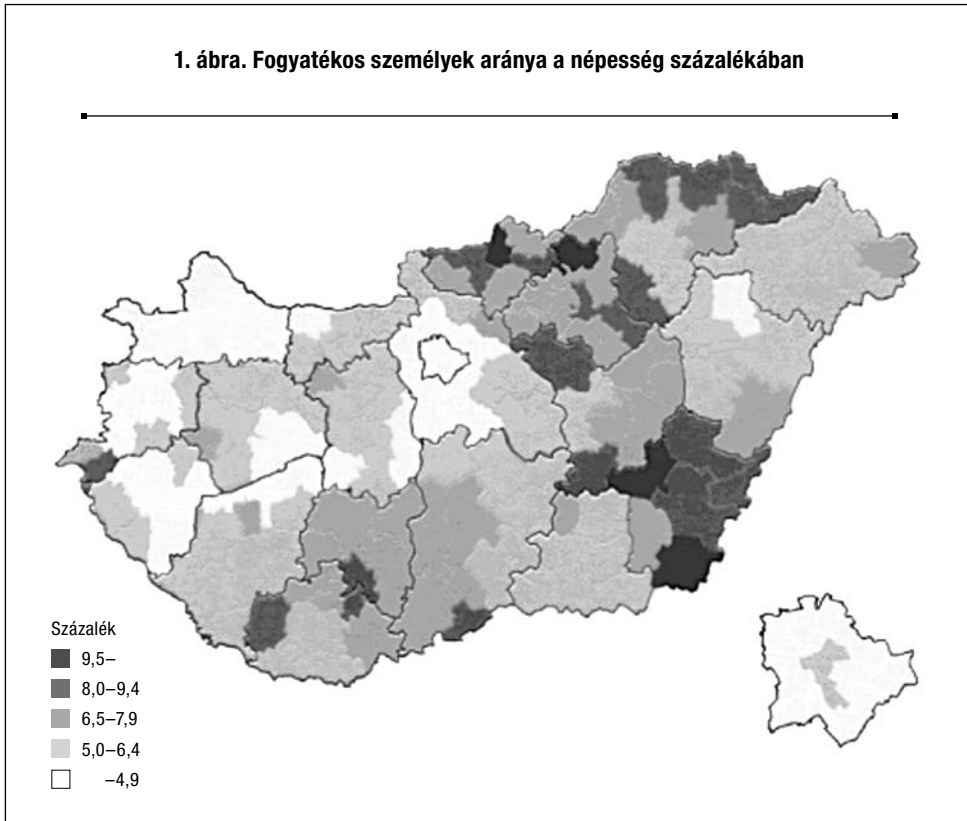 1. ábra. Fogyatékos személyek aránya a népesség százalékában
Százalék
9,5–
8,0–9,4
6,5–7,9
5,0–6,4
–4,9